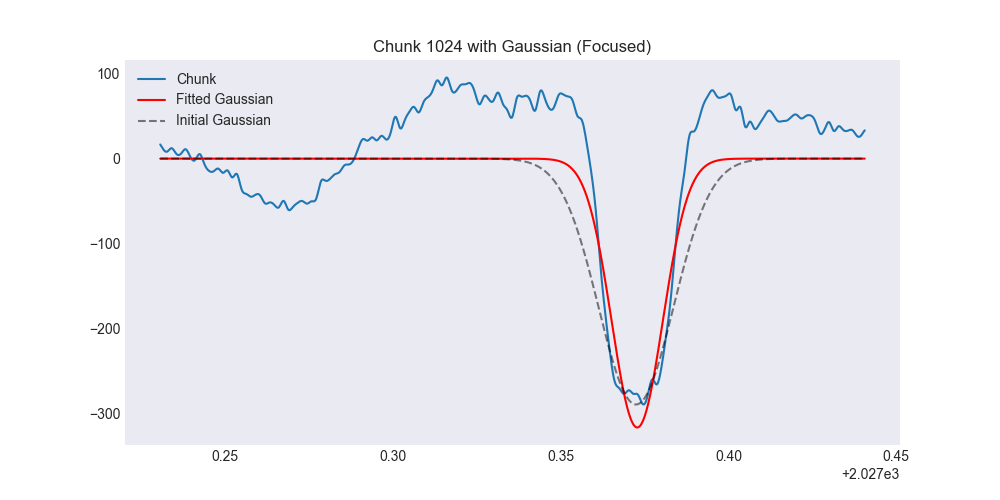 Chunk 1024 with Gaussian (Focused)
Chunk
Fitted Gaussian
Initial Gaussian
100
0
−100
−200
−300
0.25
0.30
0.35
0.40
0.45
+2.027e3